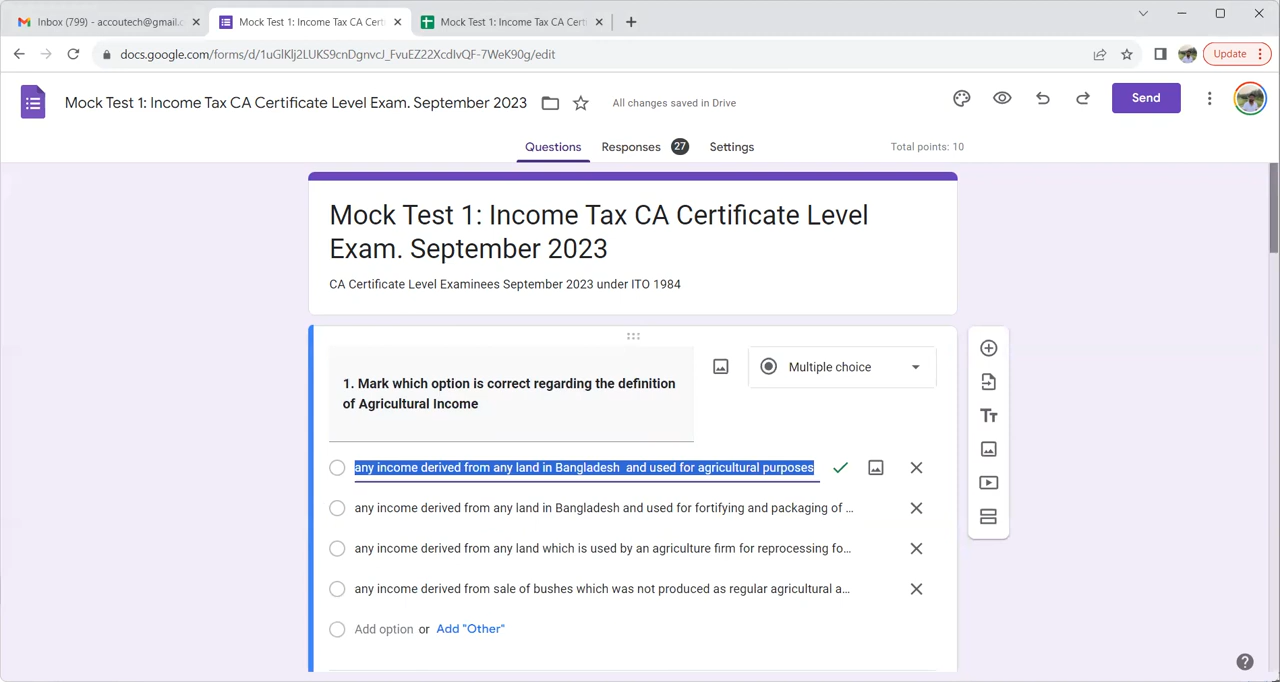 Inbox (799) - accoutech@gmail.c
Mock Test 1: Income Tax CA Certi
Mock Test 1: Income Tax CA Certi
docs.google.com/forms/d/1uGlKlj2LUKS9cnDgnvcJ_FvuEZ22XcdlvQF-7WeK90g/edit
Update
Mock Test 1: Income Tax CA Certificate Level Exam. September 2023
All changes saved in Drive
Send
Questions
Responses 27
Settings
Total points: 10
Mock Test 1: Income Tax CA Certificate Level
Exam. September 2023
CA Certificate Level Examinees September 2023 under ITO 1984
1. Mark which option is correct regarding the definition
of Agricultural Income
Multiple choice
any income derived from any land in Bangladesh  and used for agricultural purposes
any income derived from any land in Bangladesh and used for fortifying and packaging of ...
any income derived from any land which is used by an agriculture firm for reprocessing fo...
any income derived from sale of bushes which was not produced as regular agricultural a...
Add option or Add "Other"
Tt